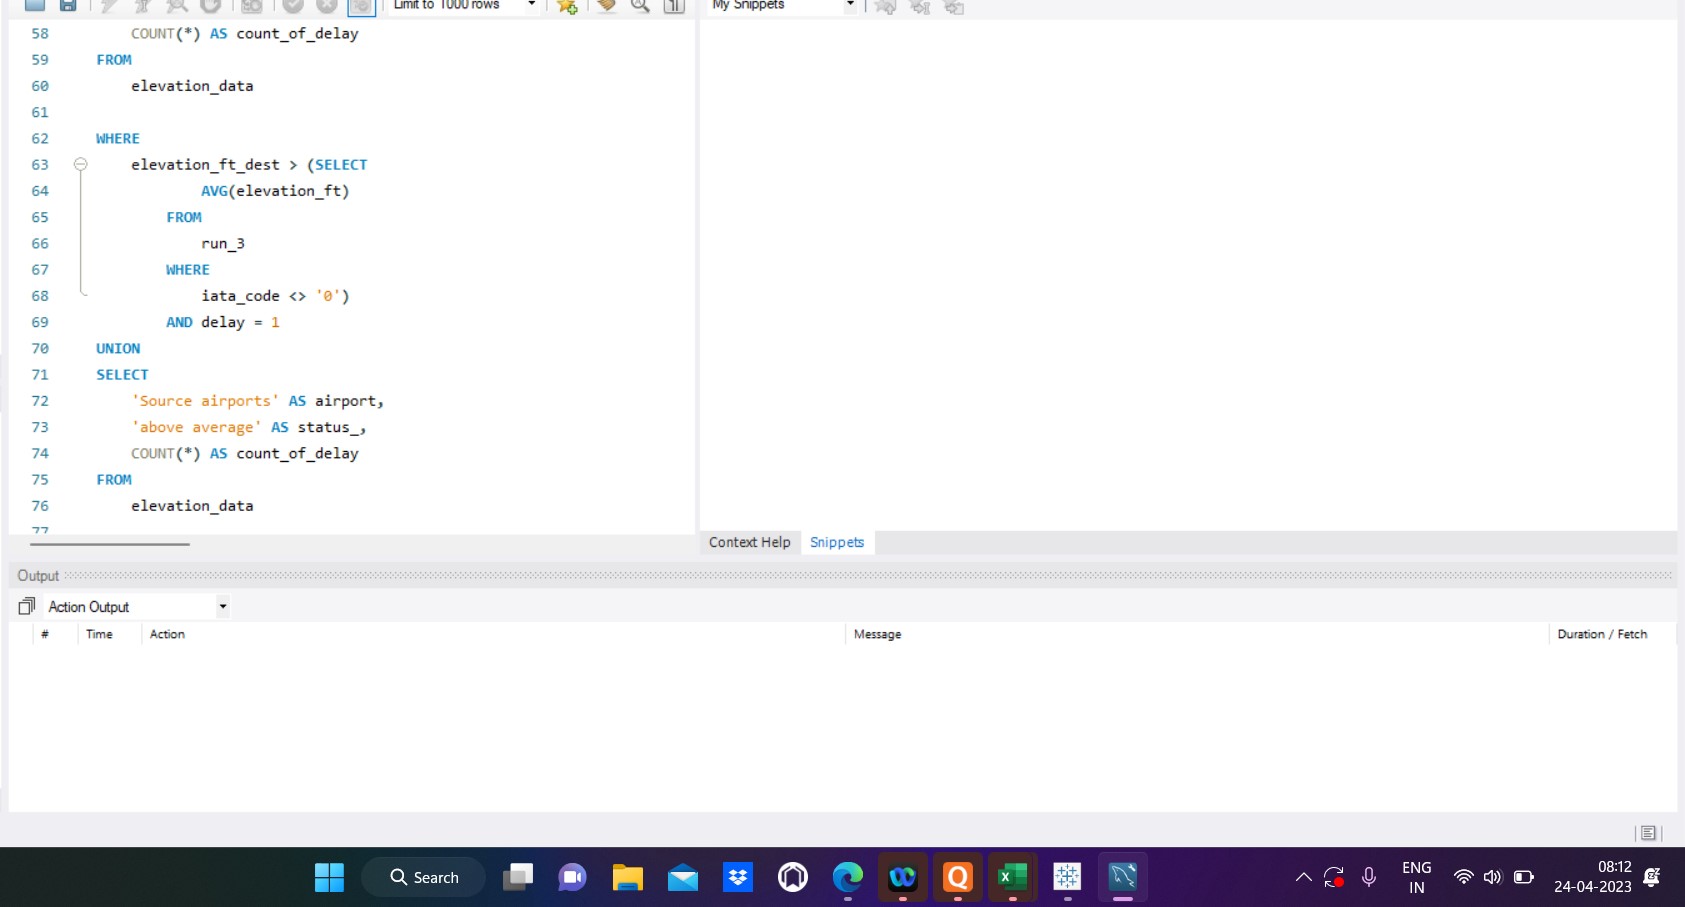 Limit to 1000 rows
My Snippets
58 COUNT(*) AS count_of_delay
59 FROM
60 elevation_data
61
62 WHERE
63 elevation_ft_dest > (SELECT
64 AVG(elevation_ft)
65 FROM
66 run_3
67 WHERE
68 iata_code <> '0')
69 AND delay = 1
70 UNION
71 SELECT
72 'Source airports' AS airport,
73 'above average' AS status_,
74 COUNT(*) AS count_of_delay
75 FROM
76 elevation_data
77
Context Help Snippets
Output
Action Output
# Time Action Message Duration / Fetch
Search
ENG
IN
08:12
24-04-2023